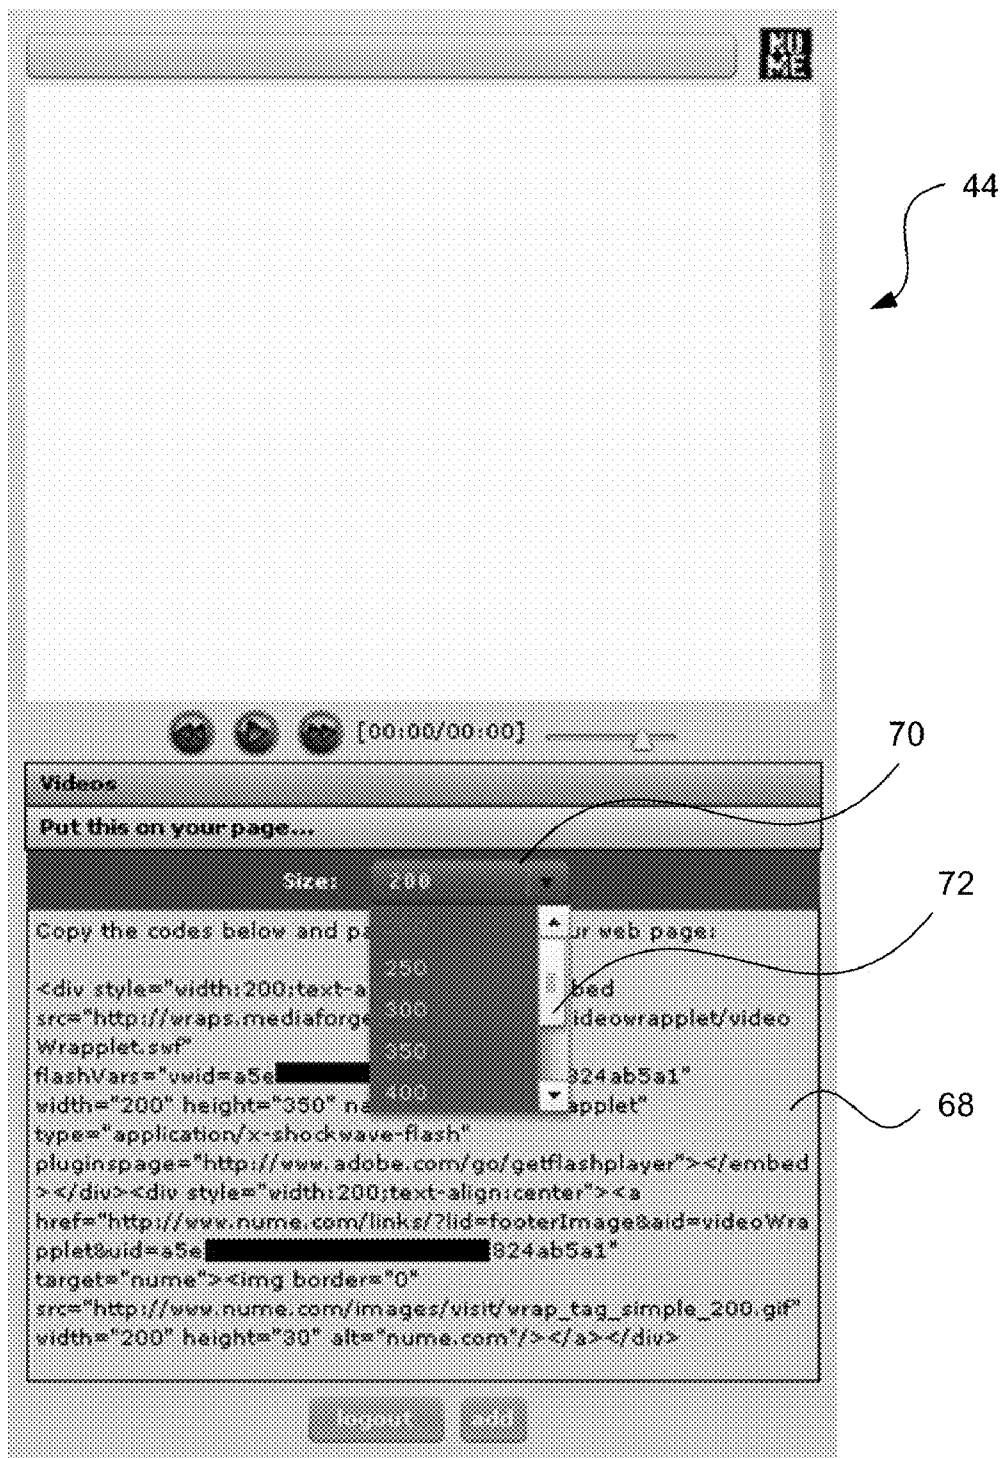 NU
ME
44
[00:00/00:00]
70
Videos
Put this on your page...
72
Size: 200
Copy the codes below and pa ur web page:
250
<div style="width:200;text-a bed
300
src="http://wraps.mediaforge ideowrapplet/video
Wrapplet.swf"
350
flashVars="vwid=a5e 824ab5a1"
400
width="200" height="350" na applet"
68
type="application/x-shockwave-flash"
pluginspage="http://www.adobe.com/go/getflashplayer"></embed
></div><div style="width:200;text-align:center"><a
href="http://www.nume.com/links/?lid=footerImage&aid=videoWra
pplet&uid=a5e 824ab5a1"
target="nume"><img border="0"
src="http://www.nume.com/images/visit/wrap_tag_simple_200.gif"
width="200" height="30" alt="nume.com"/></a></div>
logout add